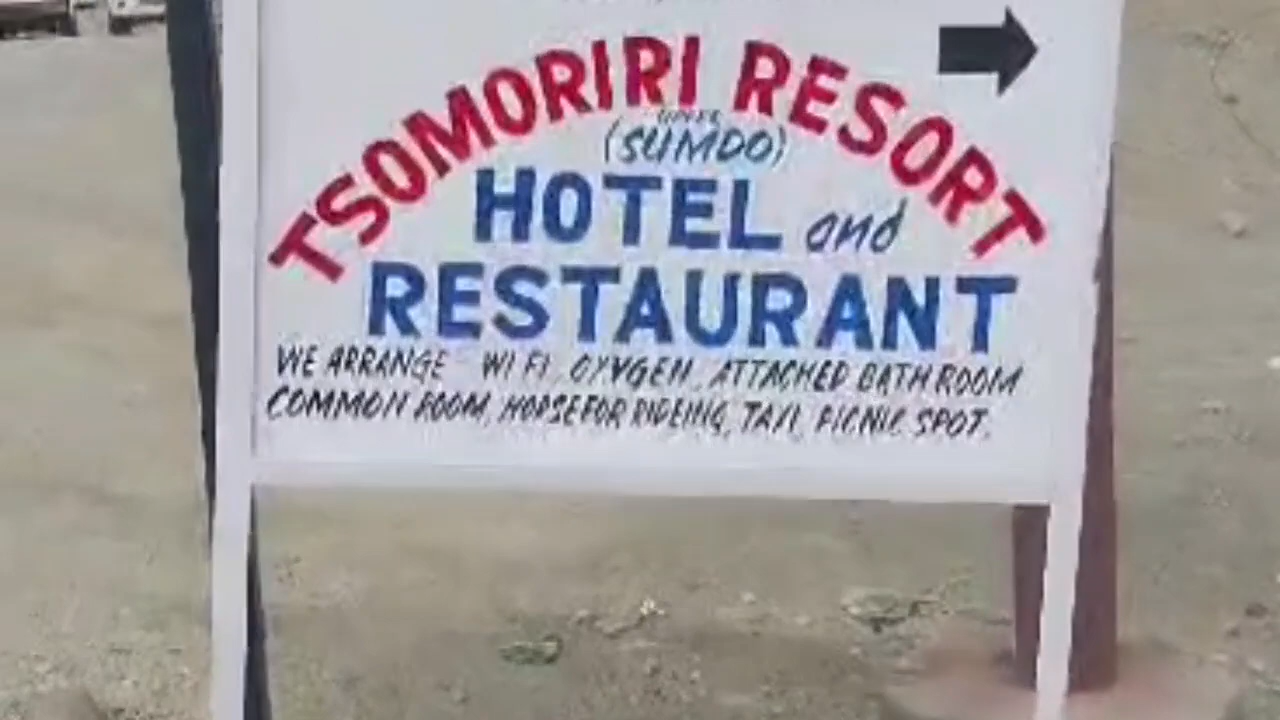 TSOMORIRI RESORT
(SUMDO)
HOTEL and
RESTAURANT
WE ARRANGE WI FI, OXYGEN, ATTACHED BATH ROOM
COMMON ROOM, HORSE FOR RIDEING, TAXI, PICNIC SPOT.